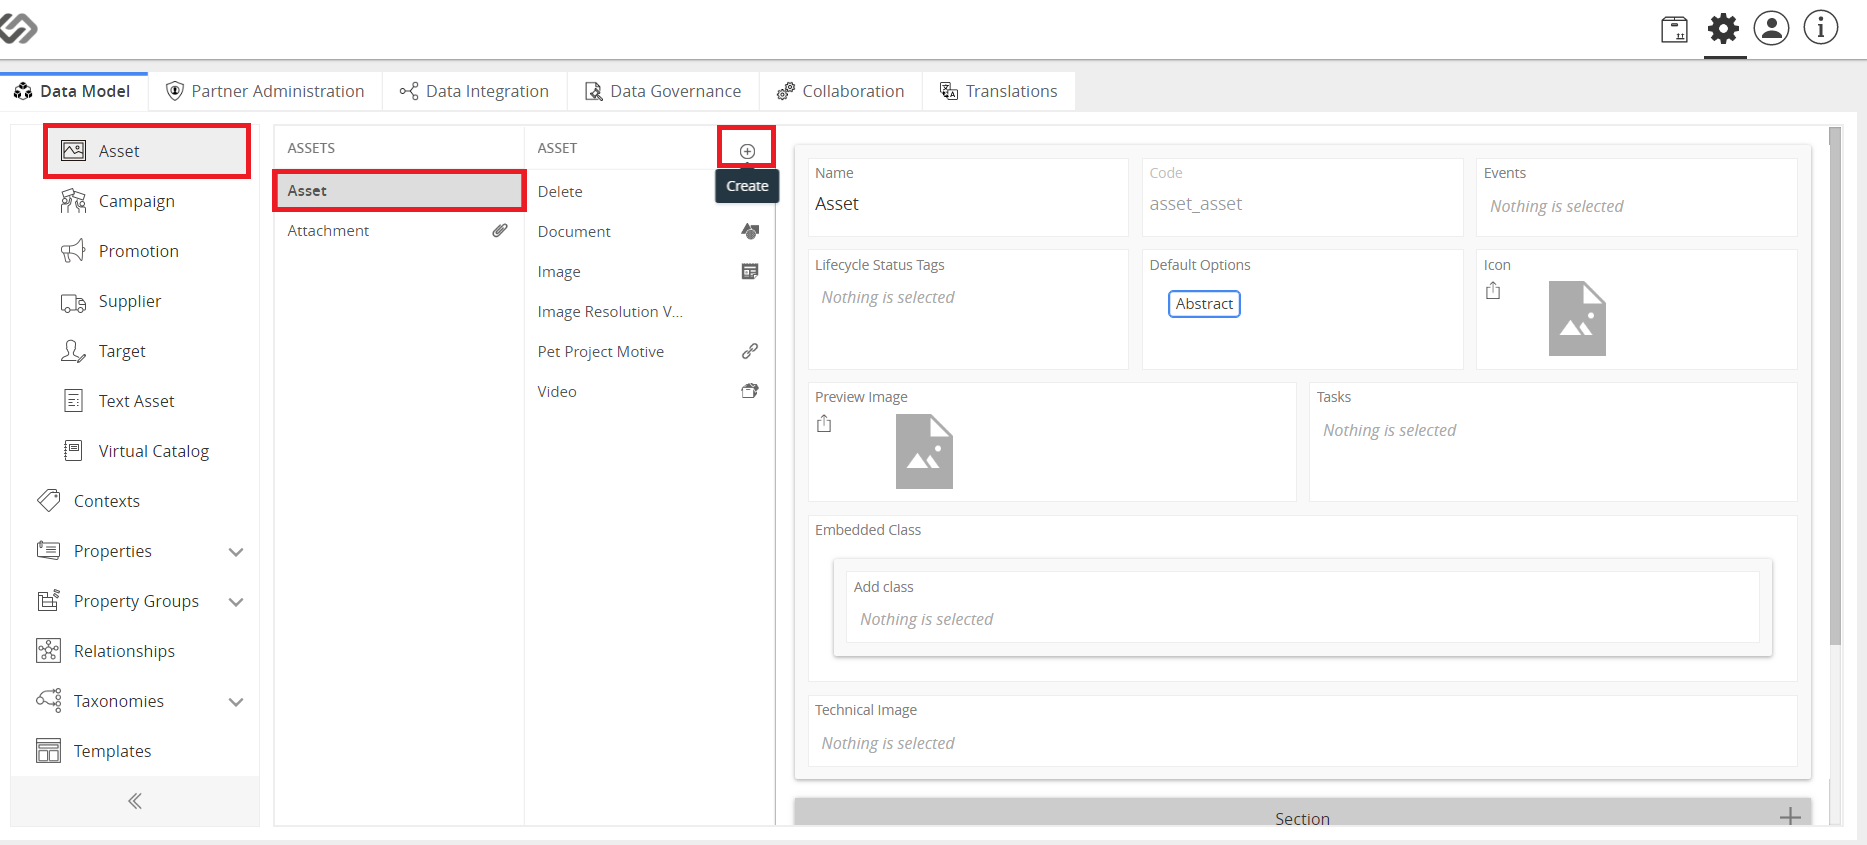 Data Model
Partner Administration
Data Integration
Data Governance
Collaboration
Translations
Asset
Campaign
Promotion
Supplier
Target
Text Asset
Virtual Catalog
Contexts
Properties
Property Groups
Relationships
Taxonomies
Templates
ASSETS
Asset
Attachment
ASSET
Create
Delete
Document
Image
Image Resolution V...
Pet Project Motive
Video
Name
Asset
Code
asset_asset
Events
Nothing is selected
Lifecycle Status Tags
Nothing is selected
Default Options
Abstract
Icon
Preview Image
Tasks
Nothing is selected
Embedded Class
Add class
Nothing is selected
Technical Image
Nothing is selected
Section